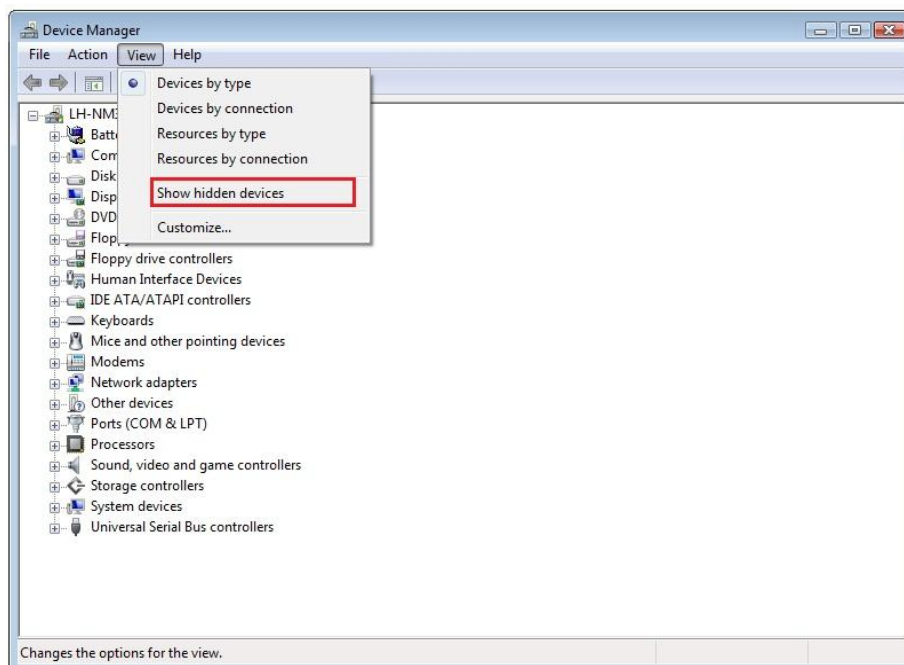 Device Manager
File Action View Help
Devices by type
Devices by connection
Resources by type
Resources by connection
Show hidden devices
Customize...
Disk
DVD
Floppy drive controllers
Human Interface Devices
IDE ATA/ATAPI controllers
Keyboards
Mice and other pointing devices
Modems
Network adapters
Other devices
Ports (COM & LPT)
Processors
Sound, video and game controllers
Storage controllers
System devices
Universal Serial Bus controllers
Changes the options for the view.